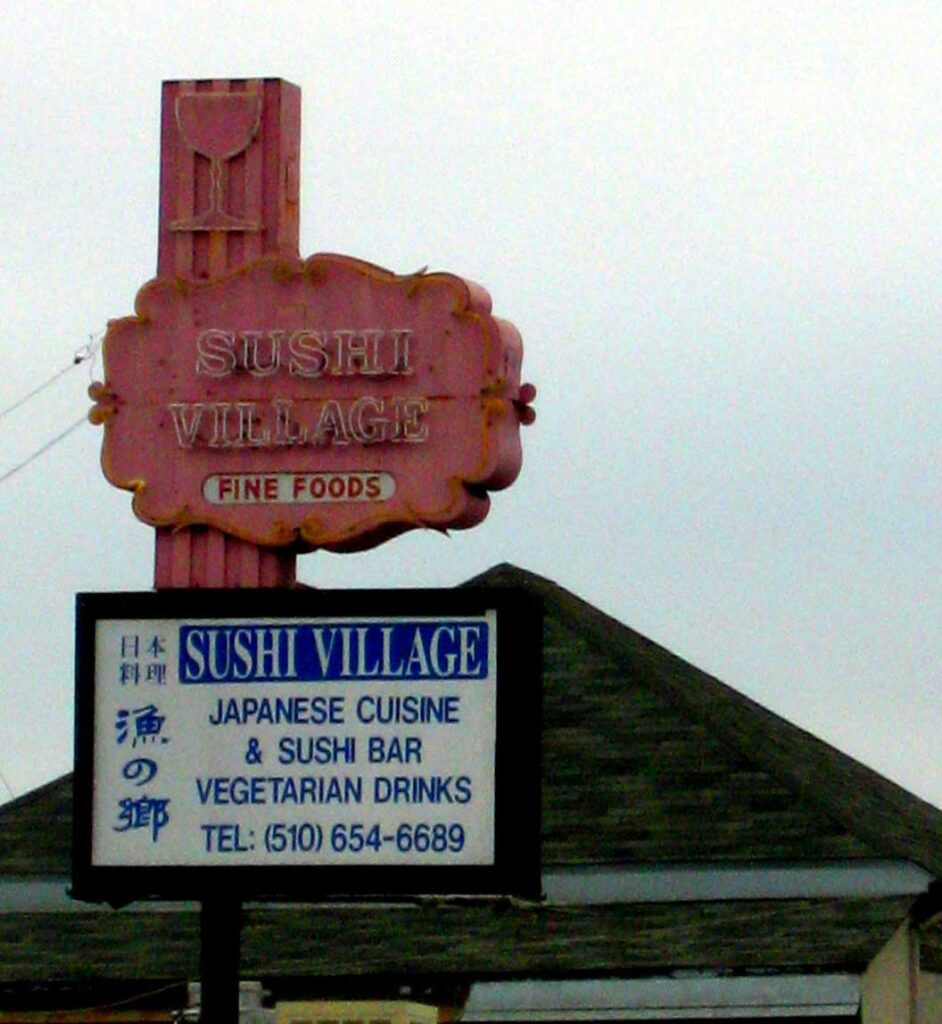 SUSHI
VILLAGE
FINE FOODS
日本
料理
漁の郷
SUSHI VILLAGE
JAPANESE CUISINE
& SUSHI BAR
VEGETARIAN DRINKS
TEL: (510) 654-6689